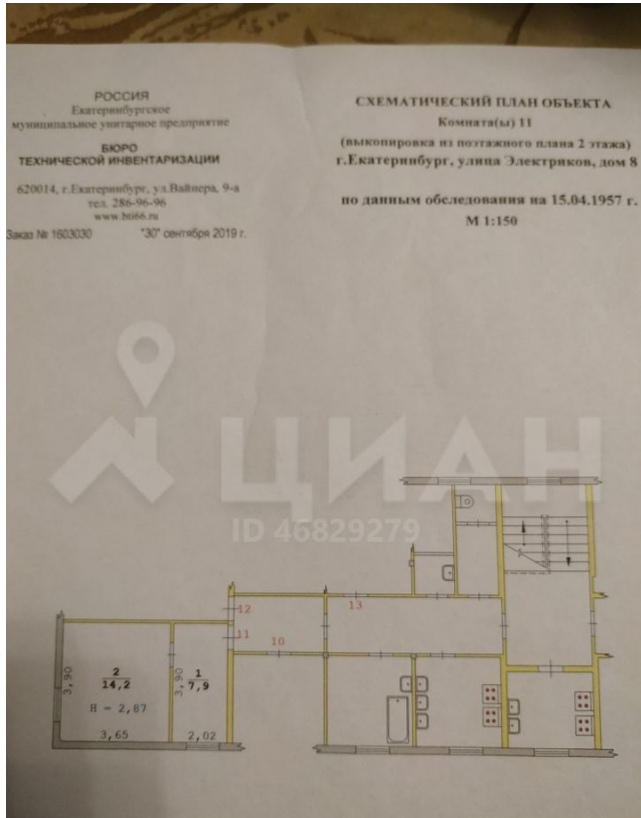 РОССИЯ
Екатеринбургское
муниципальное унитарное предприятие
БЮРО
ТЕХНИЧЕСКОЙ ИНВЕНТАРИЗАЦИИ
620014, г.Екатеринбург, ул.Вайнера, 9-а
тел. 286-96-96
www.bti66.ru
Заказ № 1603030 "30" сентября 2019 г.
СХЕМАТИЧЕСКИЙ ПЛАН ОБЪЕКТА
Комната(ы) 11
(выкопировка из поэтажного плана 2 этажа)
г.Екатеринбург, улица Электриков, дом 8
по данным обследования на 15.04.1957 г.
М 1:150
ЦИАН
ID 46829279
12
13
11
10
2
14,2
3,90
1
7,9
3,90
H = 2,87
3,65
2,02